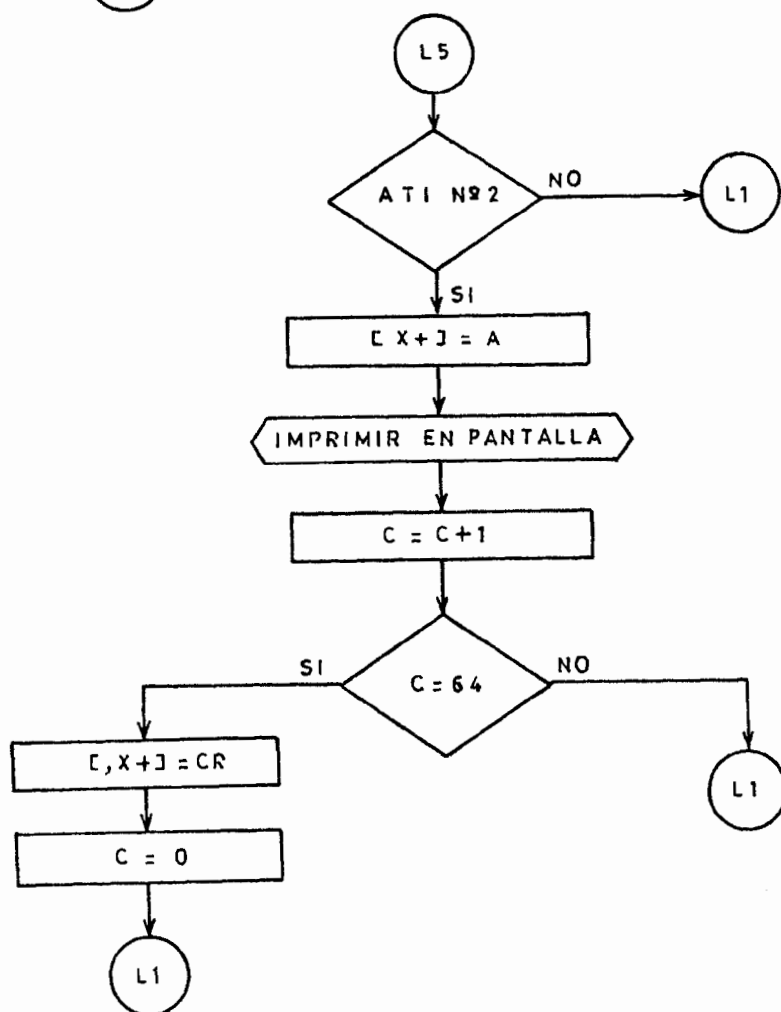 L5
ATI Nº2
NO
L1
SI
[X+] = A
IMPRIMIR EN PANTALLA
C = C+1
SI
C=64
NO
[,X+] = CR
L1
C = 0
L1